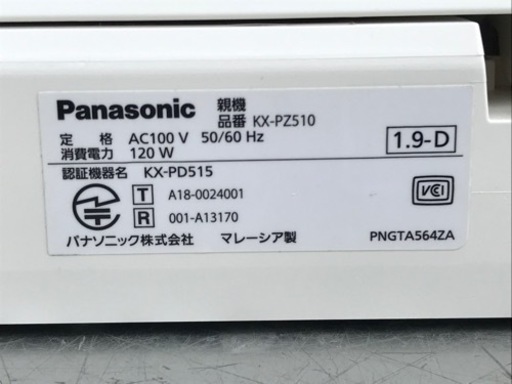 Panasonic 親機
品番 KX-PZ510
定 格 AC100 V 50/60 Hz
消費電力 120 W
1.9-D
認証機器名 KX-PD515
T A18-0024001
R 001-A13170
VCI
パナソニック株式会社 マレーシア製 PNGTA564ZA